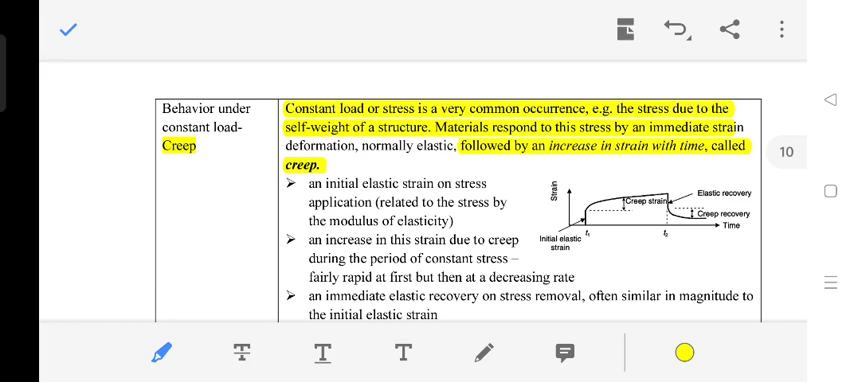 Behavior under
constant load-
Creep
Constant load or stress is a very common occurrence, e.g. the stress due to the
self-weight of a structure. Materials respond to this stress by an immediate strain
deformation, normally elastic, followed by an increase in strain with time, called
creep.
➢ an initial elastic strain on stress
application (related to the stress by
the modulus of elasticity)
➢ an increase in this strain due to creep
during the period of constant stress –
fairly rapid at first but then at a decreasing rate
➢ an immediate elastic recovery on stress removal, often similar in magnitude to
the initial elastic strain
Strain
Creep strain
Elastic recovery
Creep recovery
Time
Initial elastic
strain
t₁
t₂
10
T
T
T